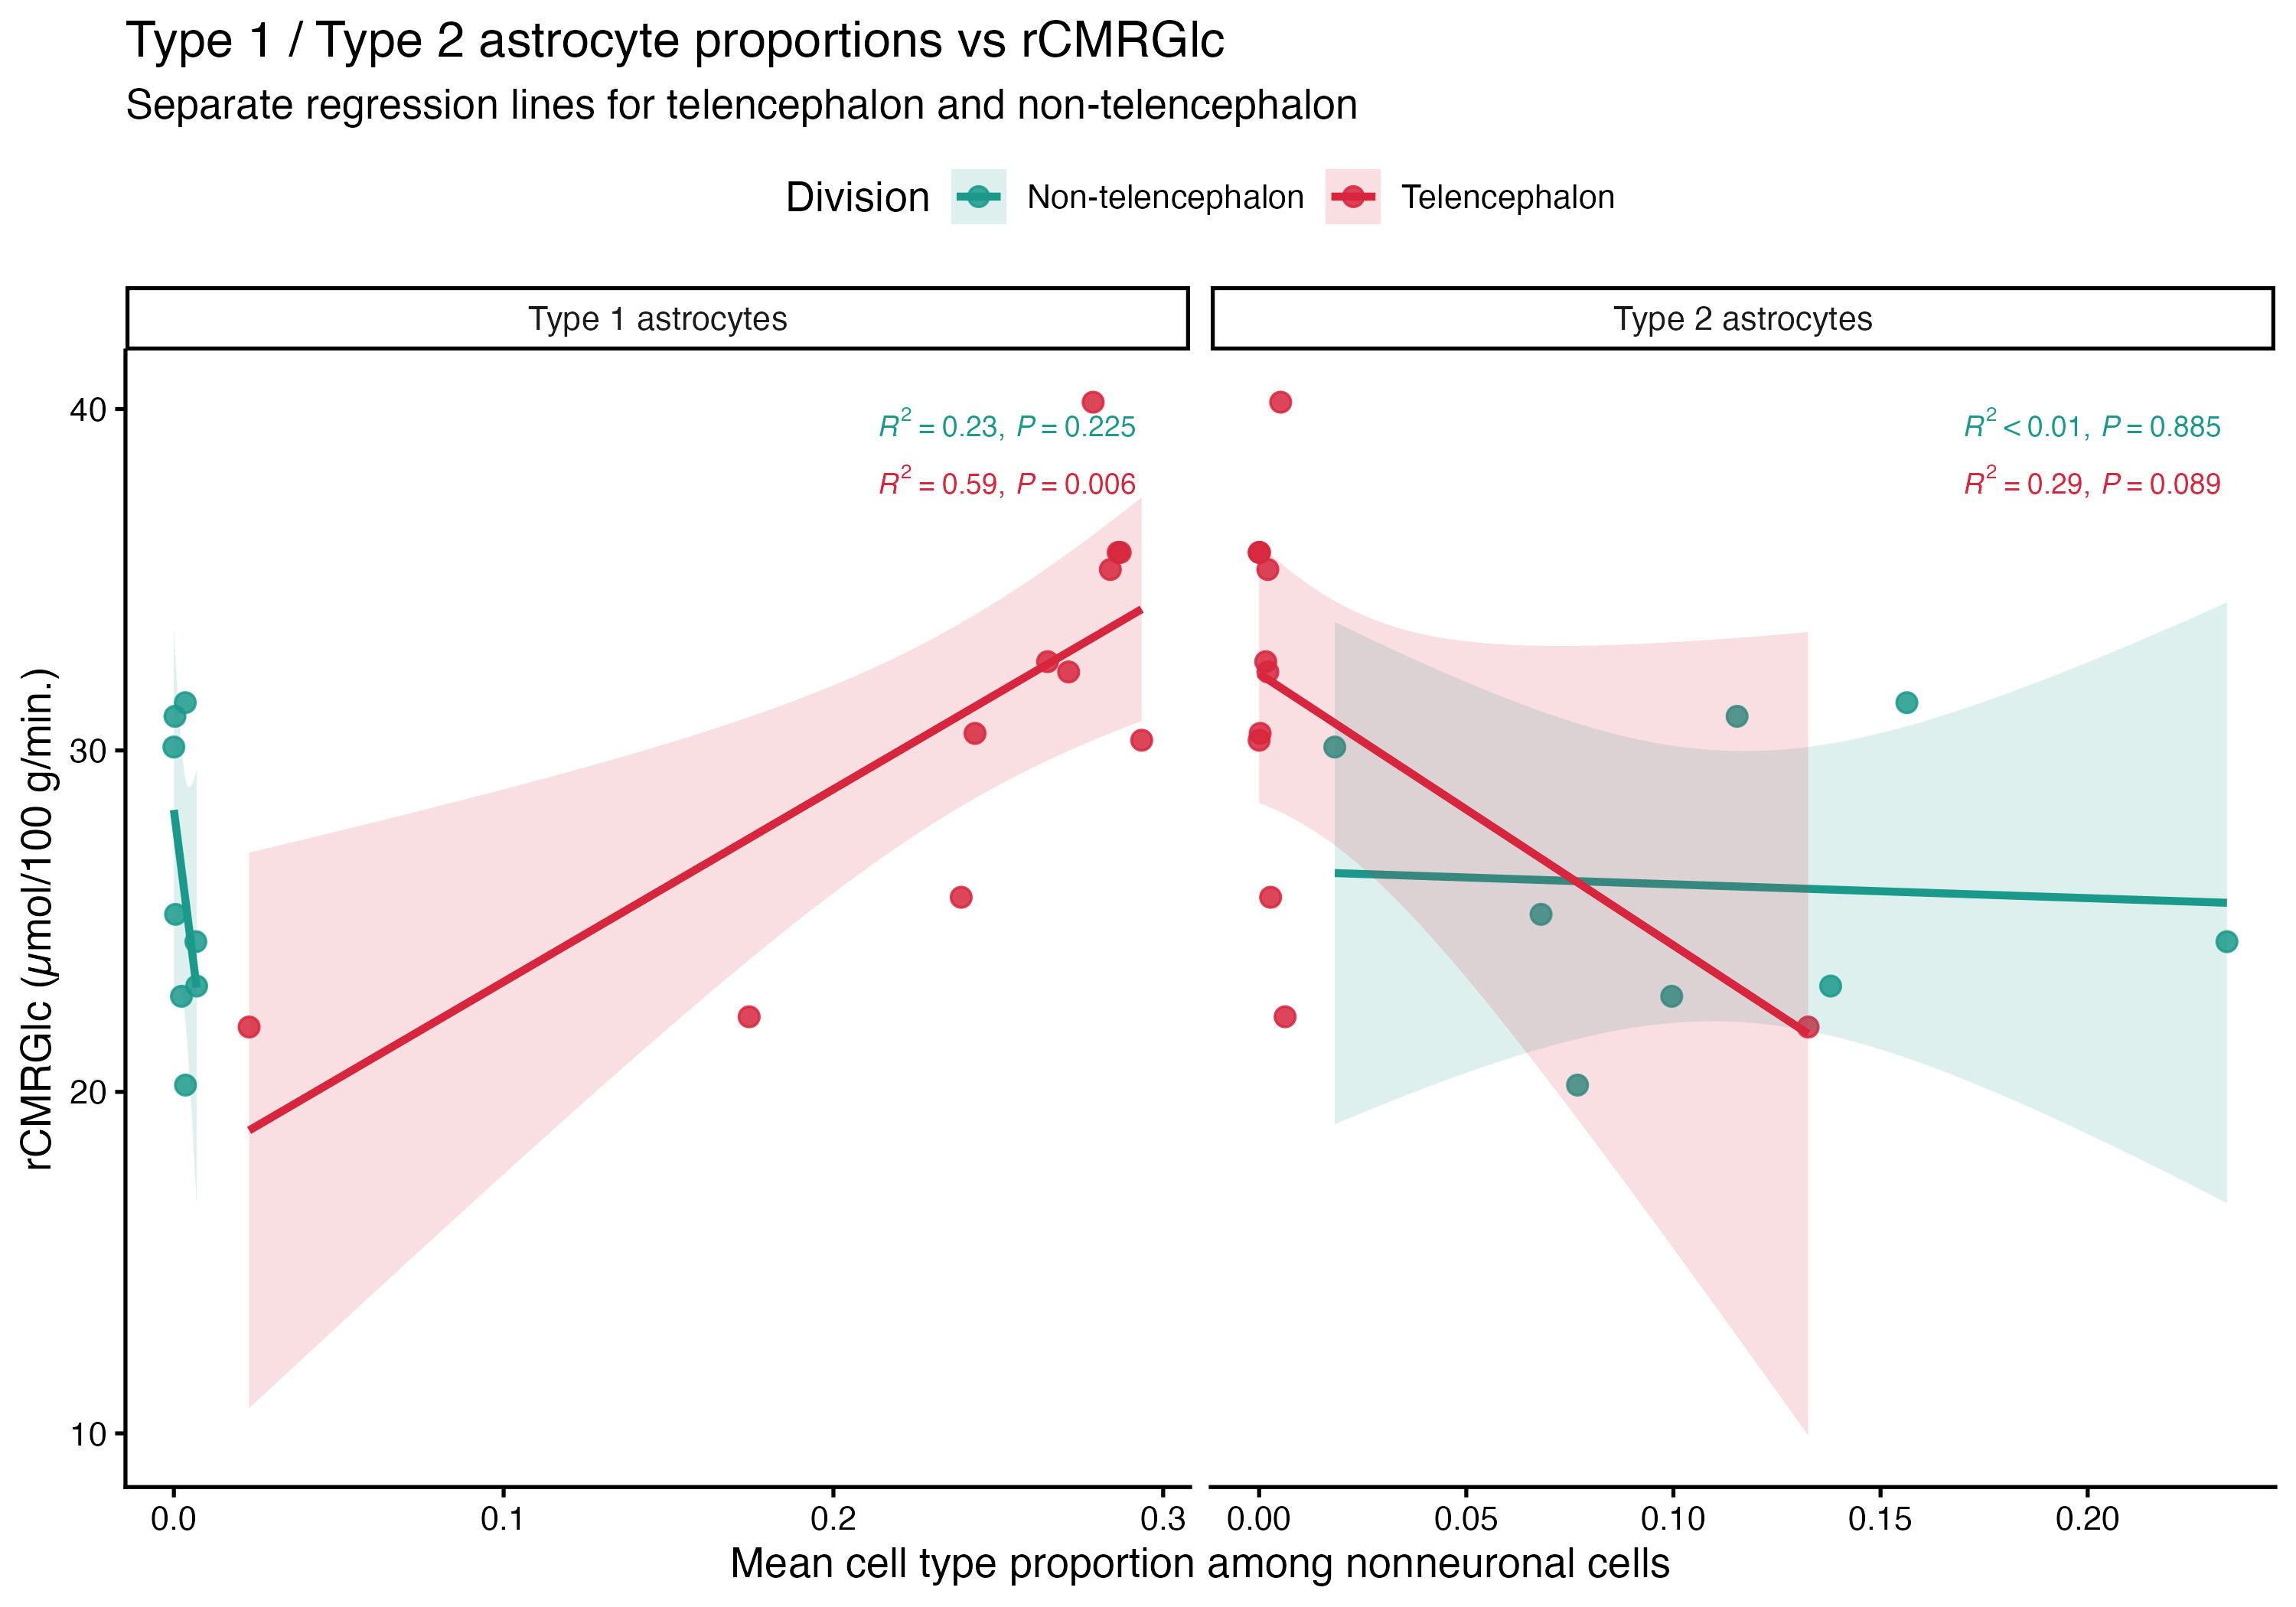 Type 1 / Type 2 astrocyte proportions vs rCMRGlc
Separate regression lines for telencephalon and non-telencephalon
Division Non-telencephalon Telencephalon
Type 1 astrocytes
Type 2 astrocytes
R² = 0.23, P = 0.225
R² = 0.59, P = 0.006
R² < 0.01, P = 0.885
R² = 0.29, P = 0.089
40
30
20
10
rCMRGlc (μmol/100 g/min.)
0.0 0.1 0.2 0.3
0.00 0.05 0.10 0.15 0.20
Mean cell type proportion among nonneuronal cells